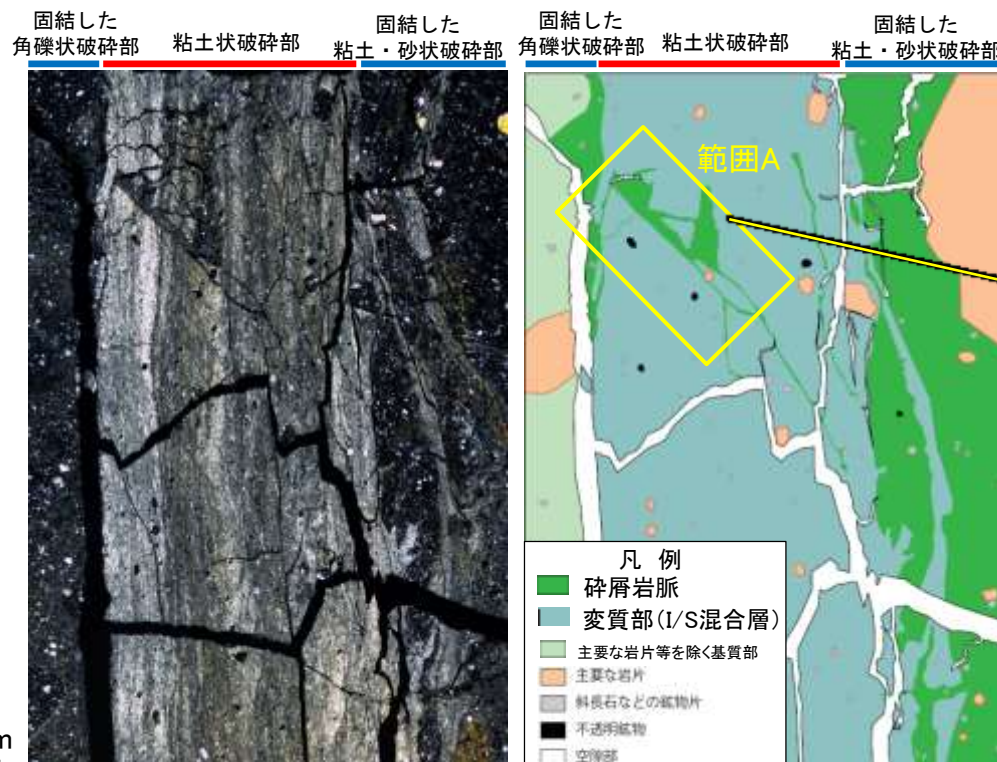 固結した
角礫状破砕部
粘土状破砕部
固結した
粘土・砂状破砕部
固結した
角礫状破砕部
粘土状破砕部
固結した
粘土・砂状破砕部
範囲A
凡 例
砕屑岩脈
変質部(I/S混合層)
主要な岩片等を除く基質部
主要な岩片
斜長石などの鉱物片
不透明鉱物
空隙部
m